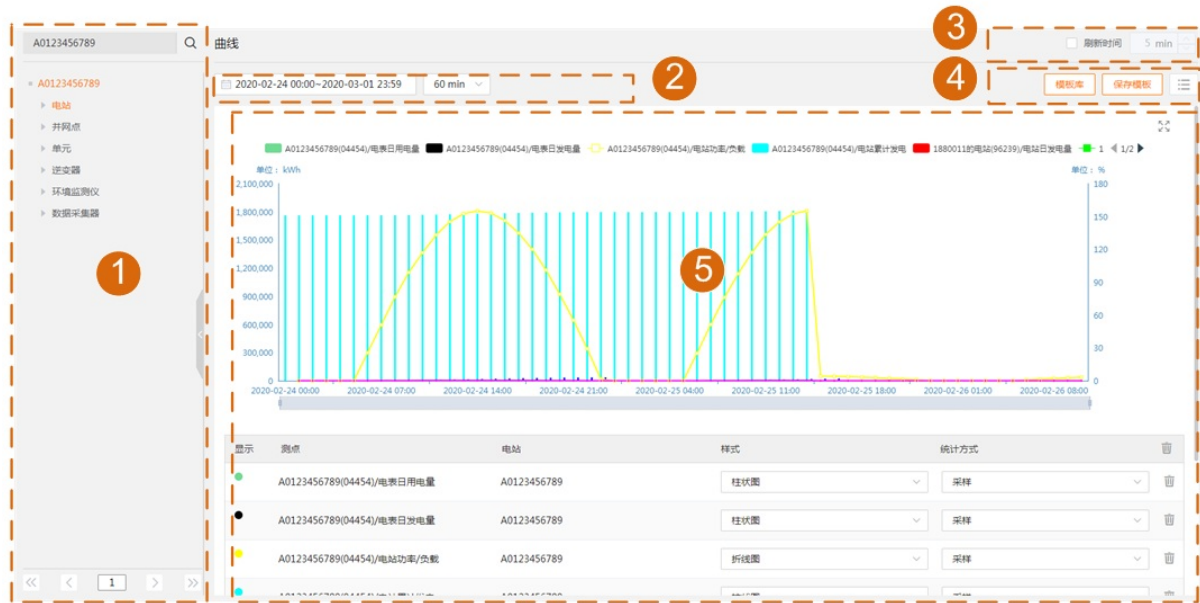 A0123456789
曲线
3
刷新时间
5 min
A0123456789
电站
并网点
单元
逆变器
环境监测仪
数据采集器
1
2020-02-24 00:00~2020-03-01 23:59
60 min
2
4
模板库
保存模板
A0123456789(04454)/电表日用电量
A0123456789(04454)/电表日发电量
A0123456789(04454)/电站功率/负载
A0123456789(04454)/电站累计发电
1880011的电站(96239)/电站日发电量
1
1/2
单位: kWh
单位: %
2,100,000
1,800,000
1,500,000
1,200,000
900,000
600,000
300,000
0
180
150
120
90
60
30
0
5
2020-02-24 00:00
2020-02-24 07:00
2020-02-24 14:00
2020-02-24 21:00
2020-02-25 04:00
2020-02-25 11:00
2020-02-25 18:00
2020-02-26 01:00
2020-02-26 08:00
显示 测点 电站 样式 统计方式
A0123456789(04454)/电表日用电量 A0123456789 柱状图 采样
A0123456789(04454)/电表日发电量 A0123456789 柱状图 采样
A0123456789(04454)/电站功率/负载 A0123456789 折线图 采样
1